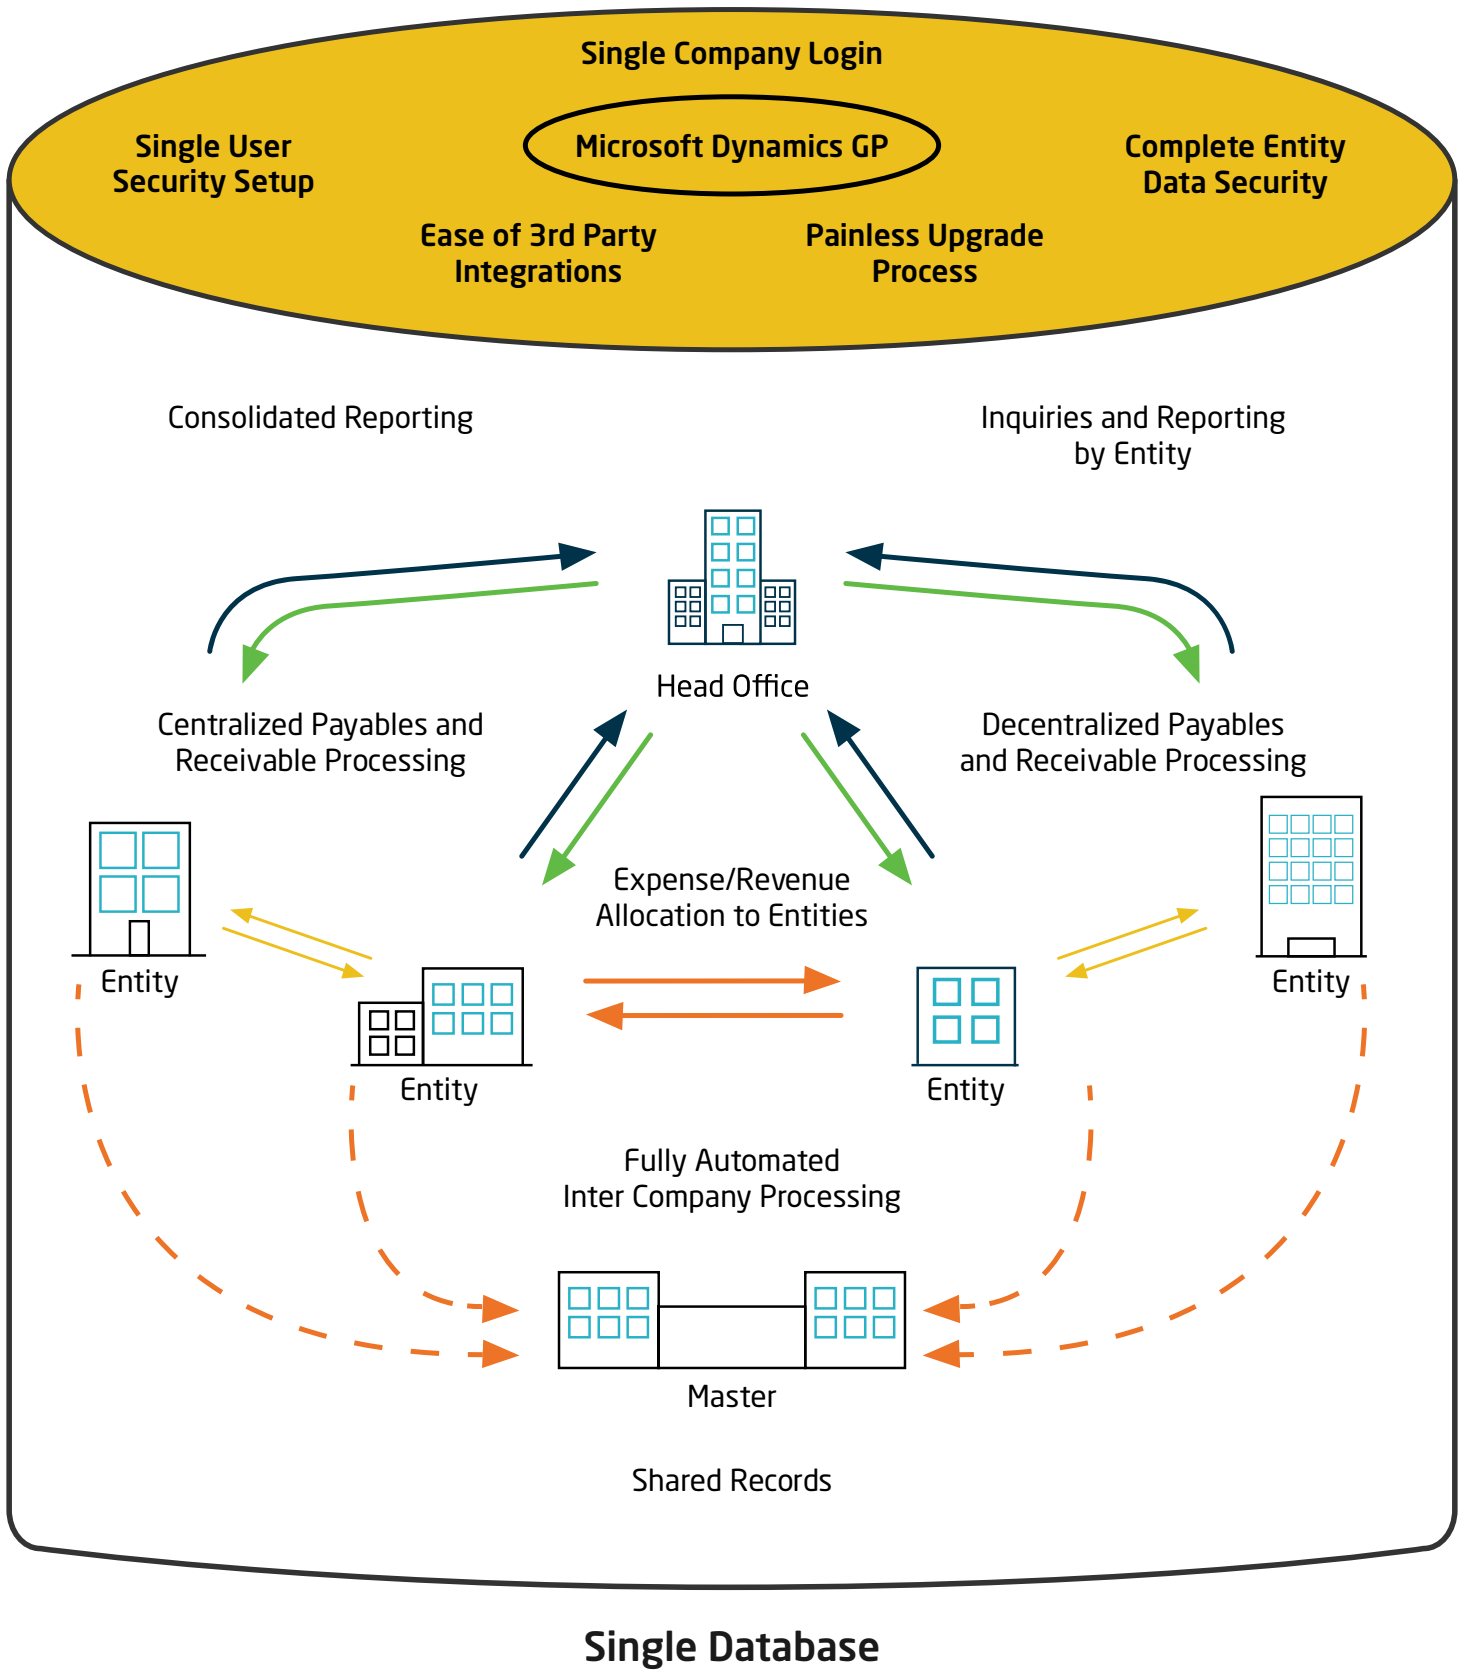 Single Company Login
Single User
Security Setup
Microsoft Dynamics GP
Complete Entity
Data Security
Ease of 3rd Party
Integrations
Painless Upgrade
Process
Consolidated Reporting
Inquiries and Reporting
by Entity
Head Office
Centralized Payables and
Receivable Processing
Decentralized Payables
and Receivable Processing
Expense/Revenue
Allocation to Entities
Entity
Entity
Entity
Entity
Fully Automated
Inter Company Processing
Master
Shared Records
Single Database